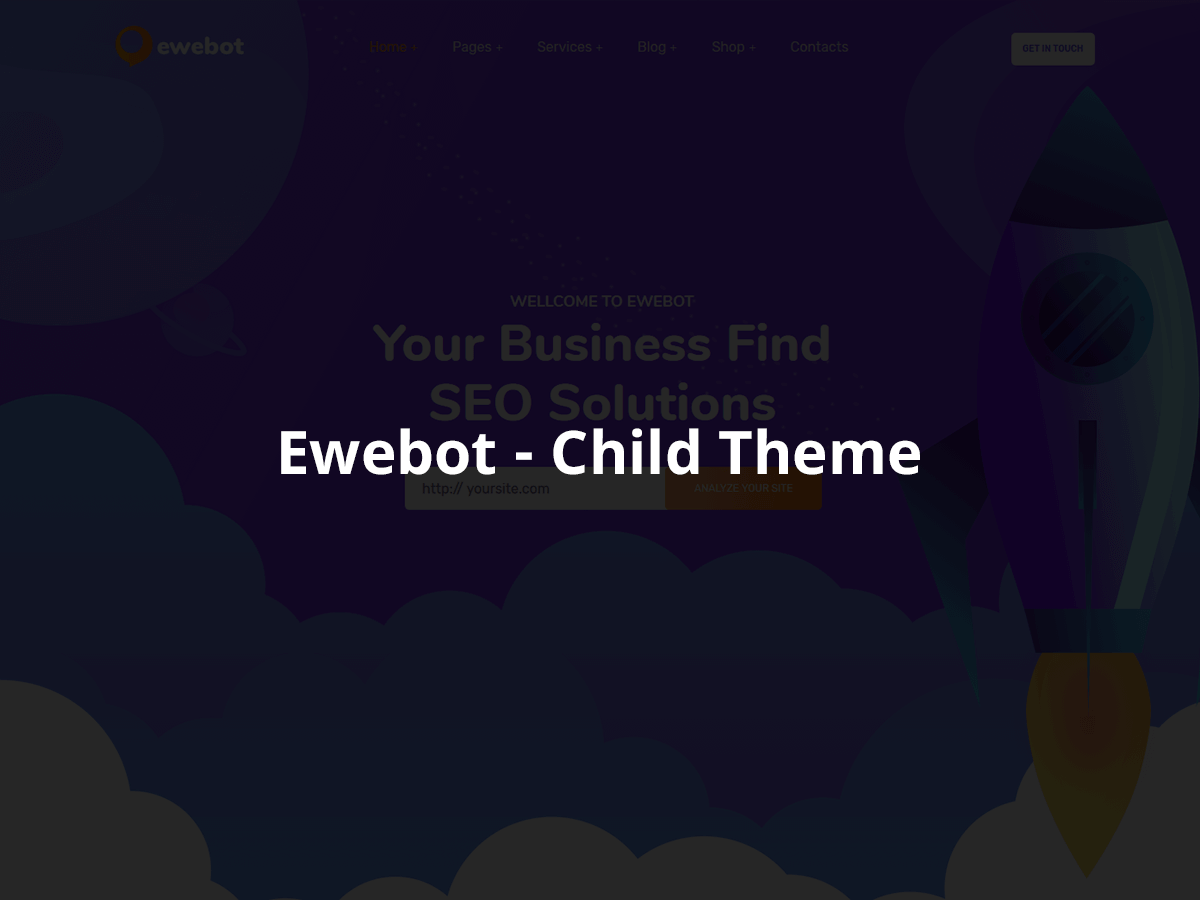 ewebot
Home + Pages + Services + Blog + Shop + Contacts
GET IN TOUCH
WELLCOME TO EWEBOT
Your Business Find
SEO Solutions
Ewebot - Child Theme
http:// yoursite.com
ANALYZE YOUR SITE